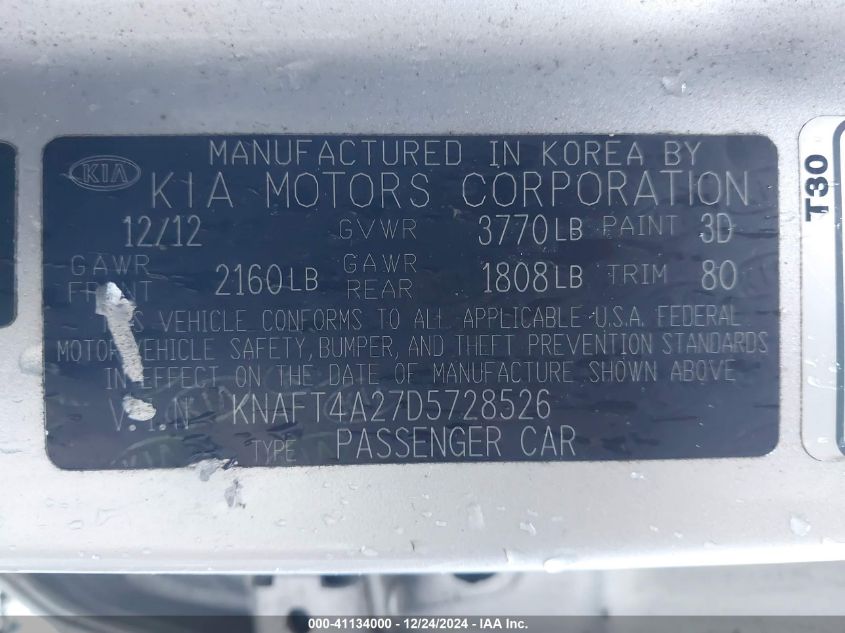 MANUFACTURED IN KOREA BY
KIA
KIA MOTORS CORPORATION
12/12 GVWR 3770LB PAINT 3D
GAWR FRONT 2160LB GAWR REAR 1808LB TRIM 80
VEHICLE CONFORMS TO ALL APPLICABLE U.S.A. FEDERAL
MOTOR VEHICLE SAFETY, BUMPER, AND THEFT PREVENTION STANDARDS
IN EFFECT ON THE DATE OF MANUFACTURE SHOWN ABOVE
V.I.N KNAFT4A27D5728526
TYPE PASSENGER CAR
T30
000-41134000 - 12/24/2024 - IAA Inc.